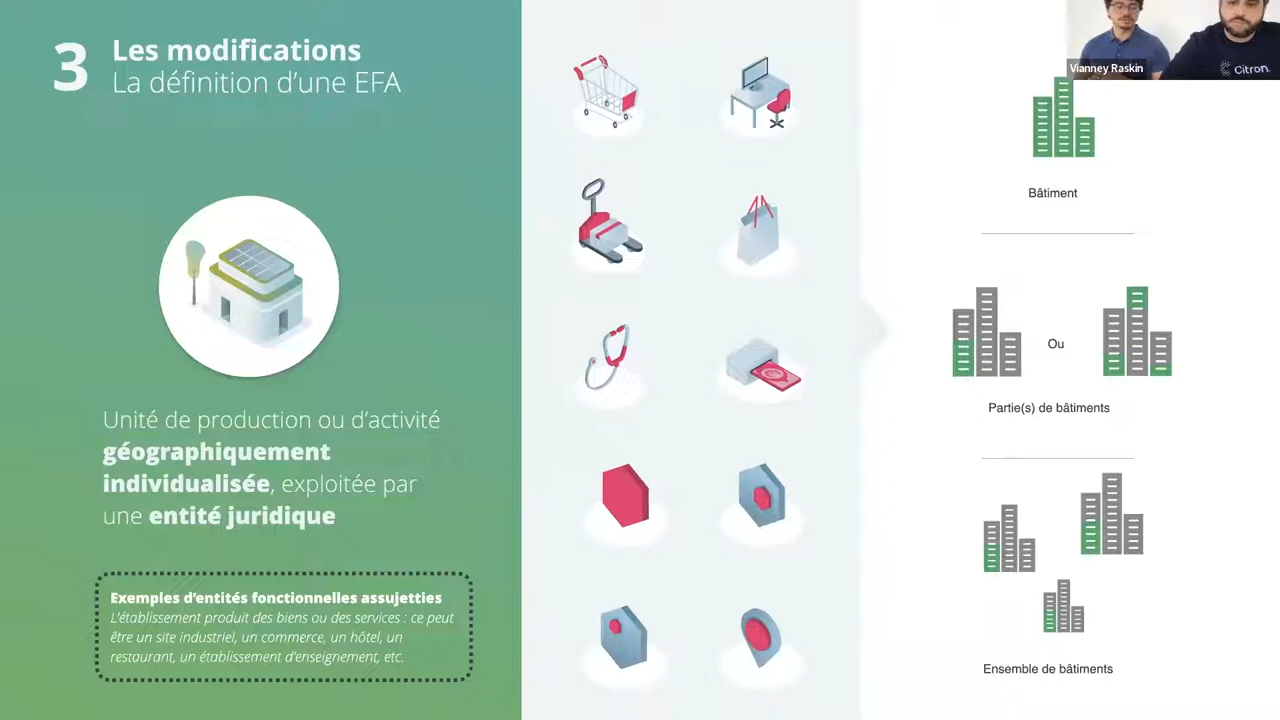 3
Les modifications
La définition d'une EFA
Unité de production ou d'activité
géographiquement
individualisée, exploitée par
une entité juridique
Exemples d'entités fonctionnelles assujetties
L'établissement produit des biens ou des services : ce peut
être un site industriel, un commerce, un hôtel, un
restaurant, un établissement d'enseignement, etc.
Vianney Raskin
Citron
Bâtiment
Ou
Partie(s) de bâtiments
Ensemble de bâtiments